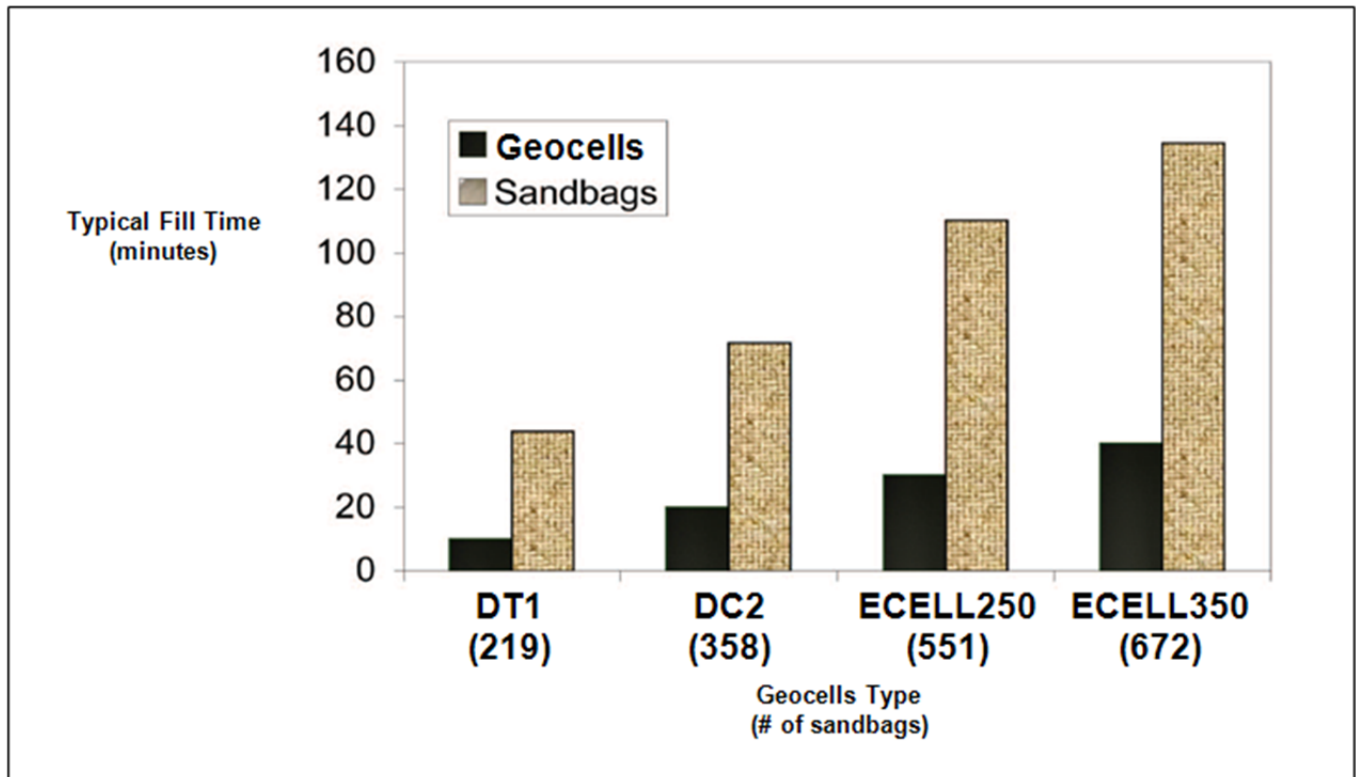 160
140
120
100
80
60
40
20
0
Typical Fill Time
(minutes)
Geocells
Sandbags
DT1
(219)
DC2
(358)
ECELL250
(551)
ECELL350
(672)
Geocells Type
(# of sandbags)